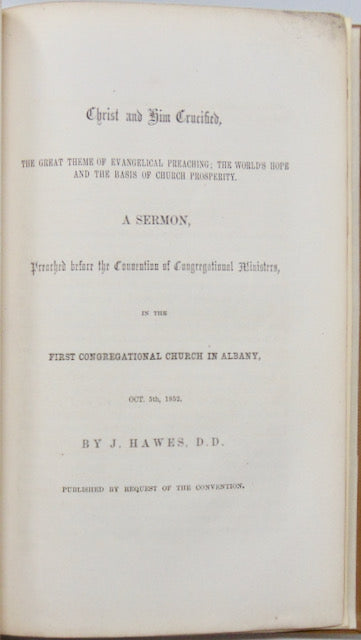 Christ and Him Crucified,
THE GREAT THEME OF EVANGELICAL PREACHING; THE WORLD'S HOPE
AND THE BASIS OF CHURCH PROSPERITY.
A SERMON,
Preached before the Convention of Congregational Ministers,
IN THE
FIRST CONGREGATIONAL CHURCH IN ALBANY,
OCT. 5th, 1852.
BY J. HAWES, D.D.
PUBLISHED BY REQUEST OF THE CONVENTION.